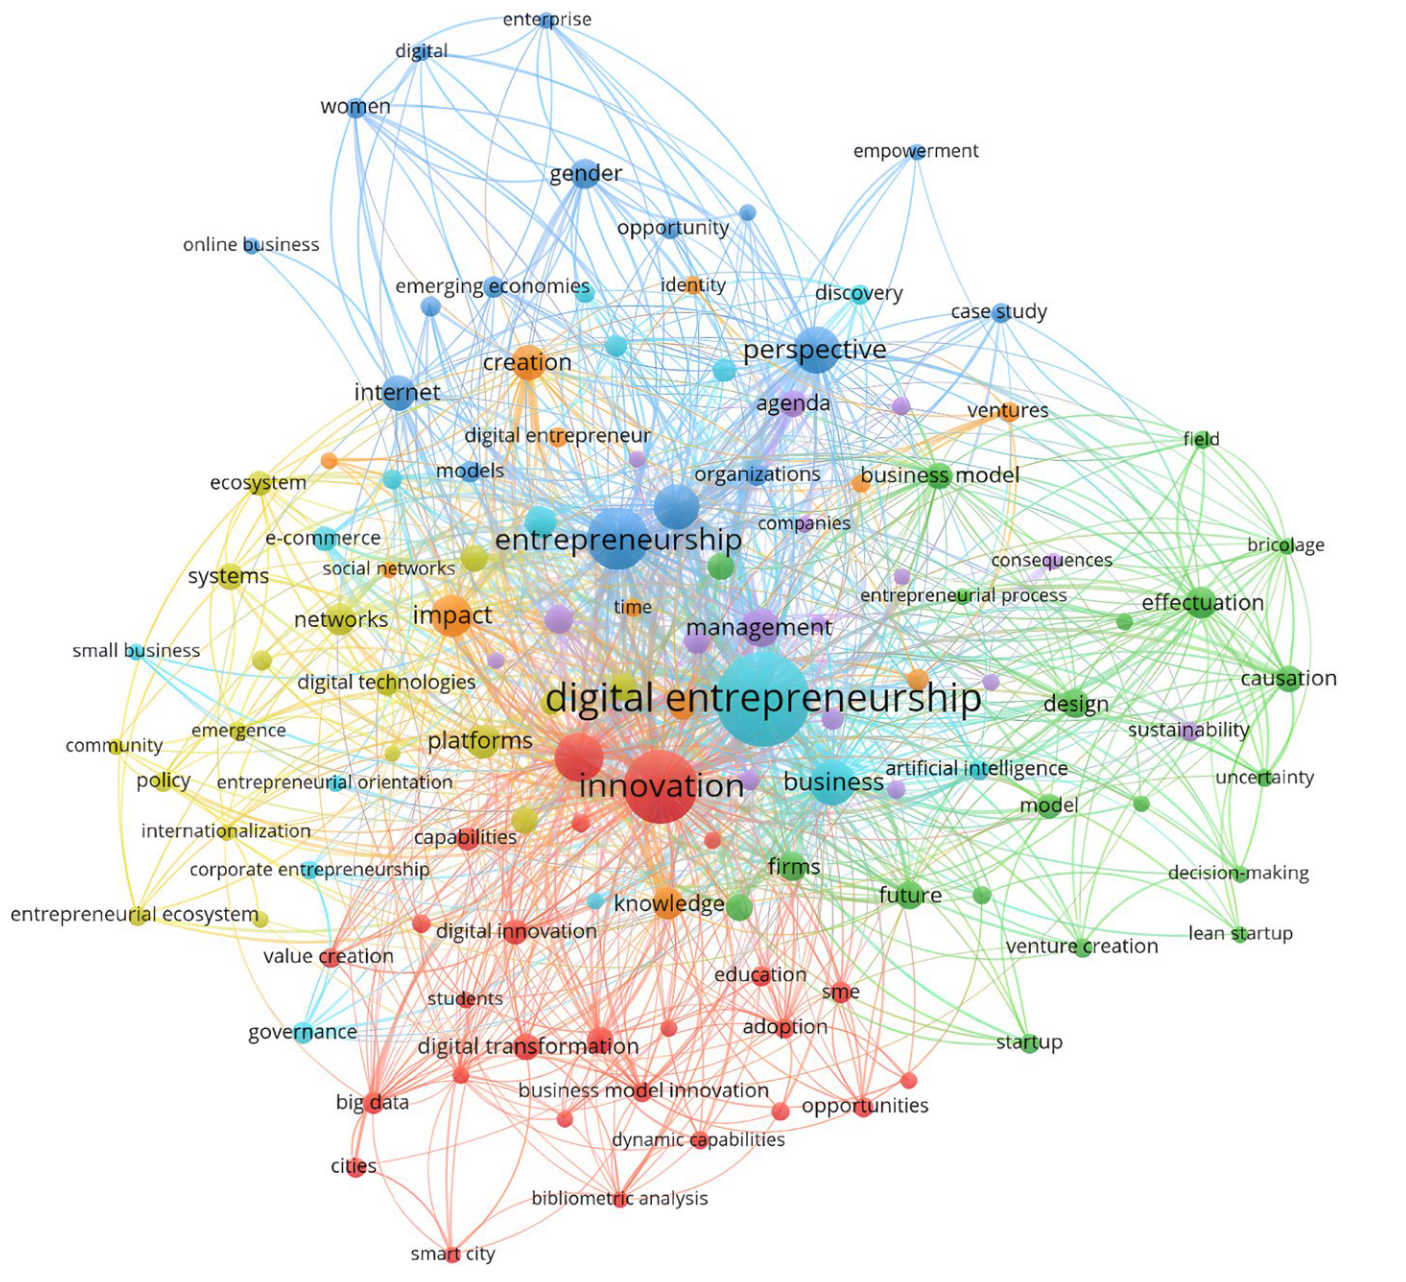 enterprise
digital
women
empowerment
gender
opportunity
online business
emerging economies
identity
discovery
case study
perspective
creation
internet
agenda
ventures
digital entrepreneur
field
models
organizations
business model
ecosystem
companies
e-commerce
entrepreneurship
bricolage
social networks
consequences
systems
entrepreneurial process
effectuation
time
networks
impact
management
small business
causation
digital technologies
digital entrepreneurship
design
emergence
sustainability
community
platforms
policy
entrepreneurial orientation
innovation
business
artificial intelligence
uncertainty
model
internationalization
capabilities
corporate entrepreneurship
firms
decision-making
future
knowledge
entrepreneurial ecosystem
digital innovation
lean startup
venture creation
value creation
education
sme
students
governance
adoption
startup
digital transformation
business model innovation
big data
opportunities
dynamic capabilities
cities
bibliometric analysis
smart city